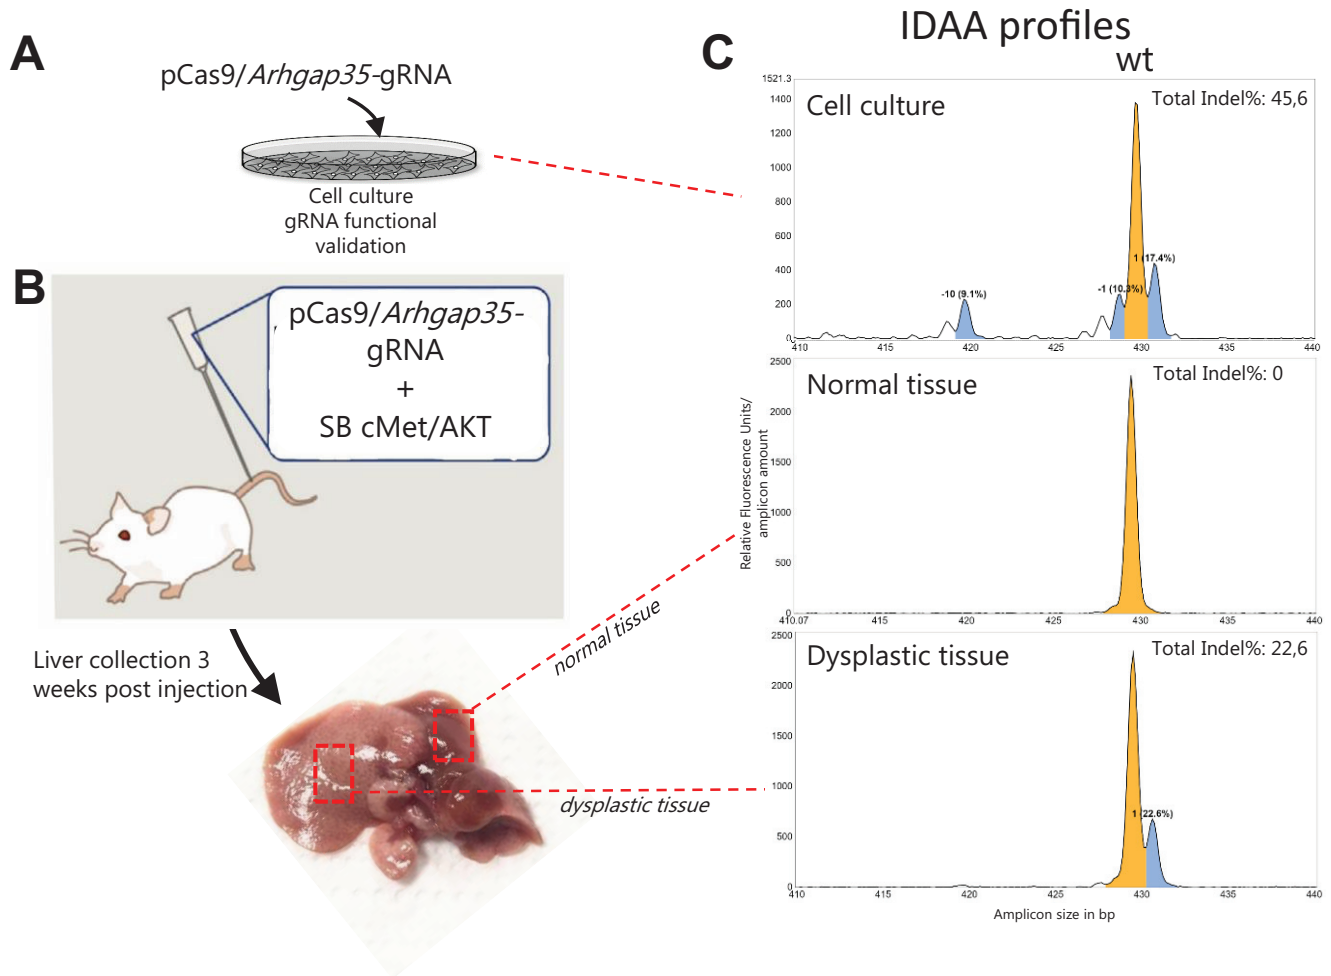 A
pCas9/Arhgap35-gRNA
Cell culture
gRNA functional
validation
B
pCas9/Arhgap35-
gRNA
+
SB cMet/AKT
Liver collection 3
weeks post injection
normal tissue
dysplastic tissue
C
IDAA profiles
wt
Cell culture
Total Indel%: 45,6
1521.3
1400
1200
1000
800
600
400
200
0
-10 (9.1%)
-1 (10.3%)
1 (17.4%)
410 415 420 425 430 435 440
Normal tissue
Total Indel%: 0
Relative Fluorescence Units/
amplicon amount
2500
2000
1500
1000
500
0
410.07 415 420 425 430 435 440
Dysplastic tissue
Total Indel%: 22,6
2500
2000
1500
1000
500
0
1 (22.6%)
410 415 420 425 430 435 440
Amplicon size in bp